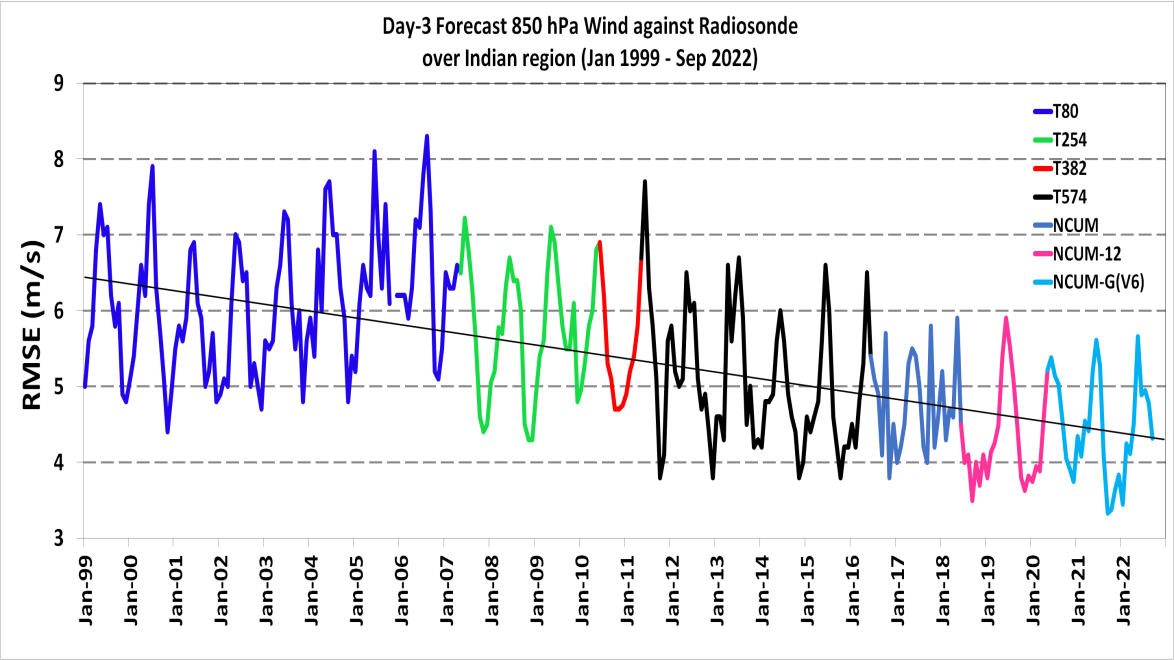 Day-3 Forecast 850 hPa Wind against Radiosonde
over Indian region (Jan 1999 - Sep 2022)
RMSE (m/s)
9
8
7
6
5
4
3
T80
T254
T382
T574
NCUM
NCUM-12
NCUM-G(V6)
Jan-99
Jan-00
Jan-01
Jan-02
Jan-03
Jan-04
Jan-05
Jan-06
Jan-07
Jan-08
Jan-09
Jan-10
Jan-11
Jan-12
Jan-13
Jan-14
Jan-15
Jan-16
Jan-17
Jan-18
Jan-19
Jan-20
Jan-21
Jan-22